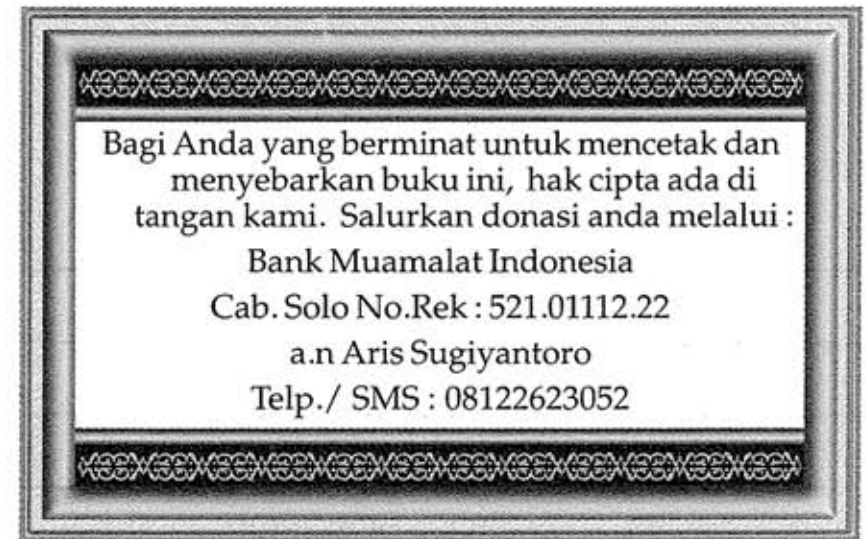 Bagi Anda yang berminat untuk mencetak dan
menyebarkan buku ini, hak cipta ada di
tangan kami. Salurkan donasi anda melalui :
Bank Muamalat Indonesia
Cab. Solo No.Rek : 521.01112.22
a.n Aris Sugiyantoro
Telp./ SMS : 08122623052